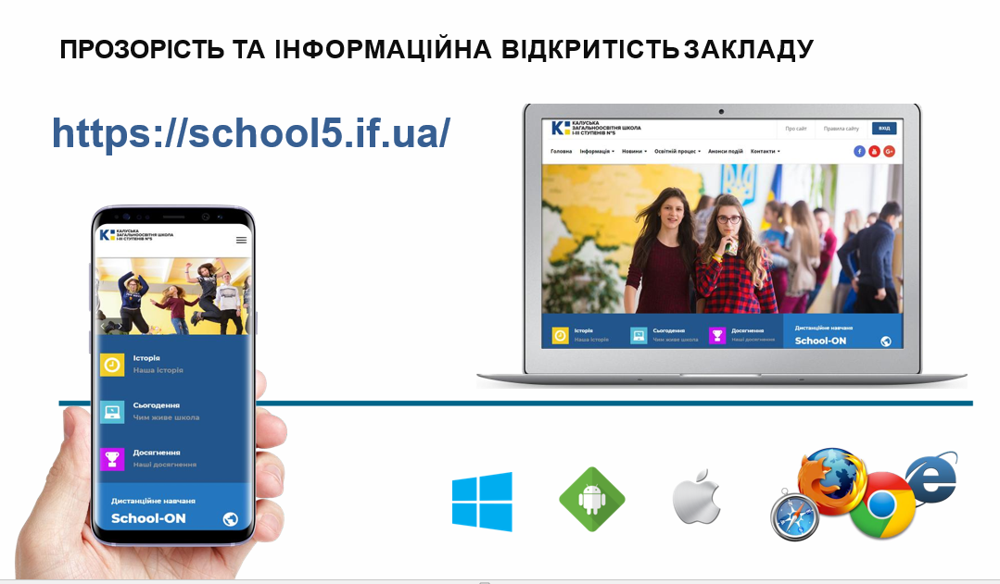 ПРОЗОРІСТЬ ТА ІНФОРМАЦІЙНА ВІДКРИТІСТЬ ЗАКЛАДУ
https://school5.if.ua/
КАЛУСЬКА
ЗАГАЛЬНООСВІТНЯ ШКОЛА
І-ІІІ СТУПЕНІВ №5
Про сайт
Правила сайту
ВХІД
Головна Інформація Новини Освітній процес Анонси подій Контакти
Історія
Наша історія
Сьогодення
Чим живе школа
Досягнення
Наші досягнення
Дистанційне навчаня
School-ON
КАЛУСЬКА
ЗАГАЛЬНООСВІТНЯ ШКОЛА
І-ІІІ СТУПЕНІВ №5
Історія
Наша історія
Сьогодення
Чим живе школа
Досягнення
Наші досягнення
Дистанційне навчаня
School-ON